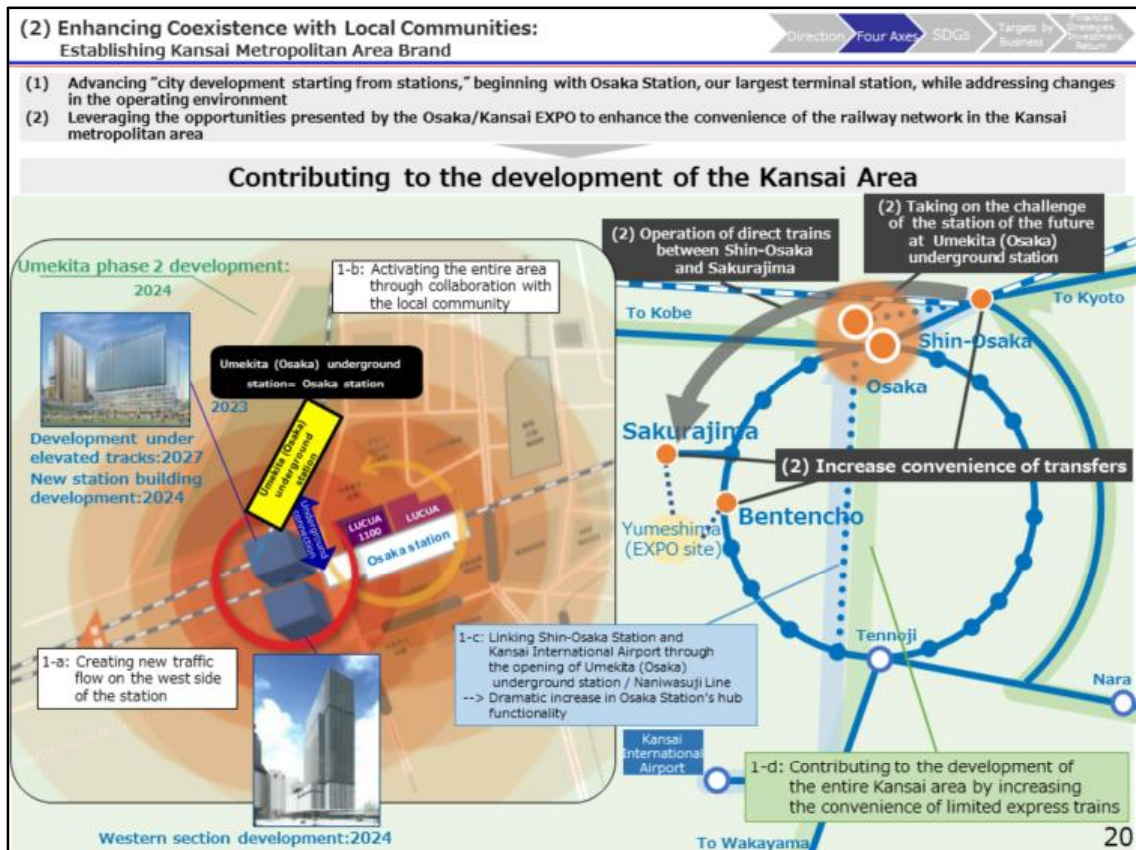 (2) Enhancing Coexistence with Local Communities:
Establishing Kansai Metropolitan Area Brand
Direction
Four Axes
SDGs
Targets by
Business
Financial
Strategies,
Investment,
Return
(1) Advancing "city development starting from stations," beginning with Osaka Station, our largest terminal station, while addressing changes
in the operating environment
(2) Leveraging the opportunities presented by the Osaka/Kansai EXPO to enhance the convenience of the railway network in the Kansai
metropolitan area
Contributing to the development of the Kansai Area
Umekita phase 2 development:
2024
1-b: Activating the entire area
through collaboration with
the local community
Umekita (Osaka) underground
station= Osaka station
2023
Development under
elevated tracks:2027
New station building
development:2024
Umekita (Osaka)
underground
station
Underground
connection
LUCUA
1100
LUCUA
Osaka station
1-a: Creating new traffic
flow on the west side
of the station
Western section development:2024
(2) Operation of direct trains
between Shin-Osaka
and Sakurajima
(2) Taking on the challenge
of the station of the future
at Umekita (Osaka)
underground station
To Kobe
To Kyoto
Shin-Osaka
Osaka
Sakurajima
(2) Increase convenience of transfers
Bentencho
Yumeshima
(EXPO site)
1-c: Linking Shin-Osaka Station and
Kansai International Airport through
the opening of Umekita (Osaka)
underground station / Naniwasuji Line
--> Dramatic increase in Osaka Station's hub
functionality
Tennoji
Nara
Kansai
International
Airport
1-d: Contributing to the development of
the entire Kansai area by increasing
the convenience of limited express trains
To Wakayama
20